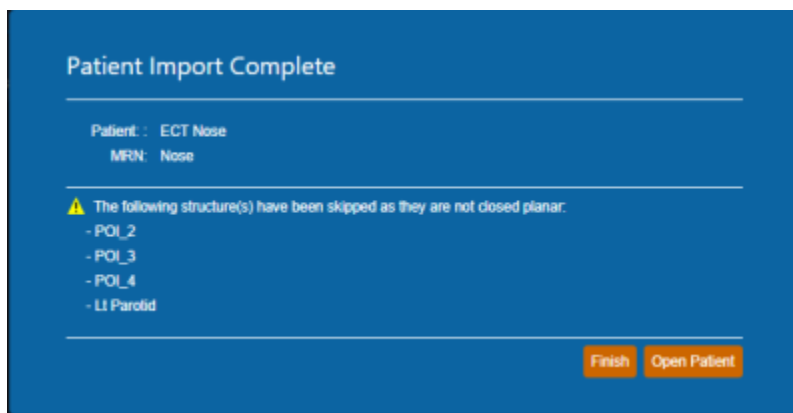 Patient Import Complete
Patient: : ECT Nose
MRN: Nose
The following structure(s) have been skipped as they are not closed planar:
- POI_2
- POI_3
- POI_4
- Lt Parotid
Finish Open Patient